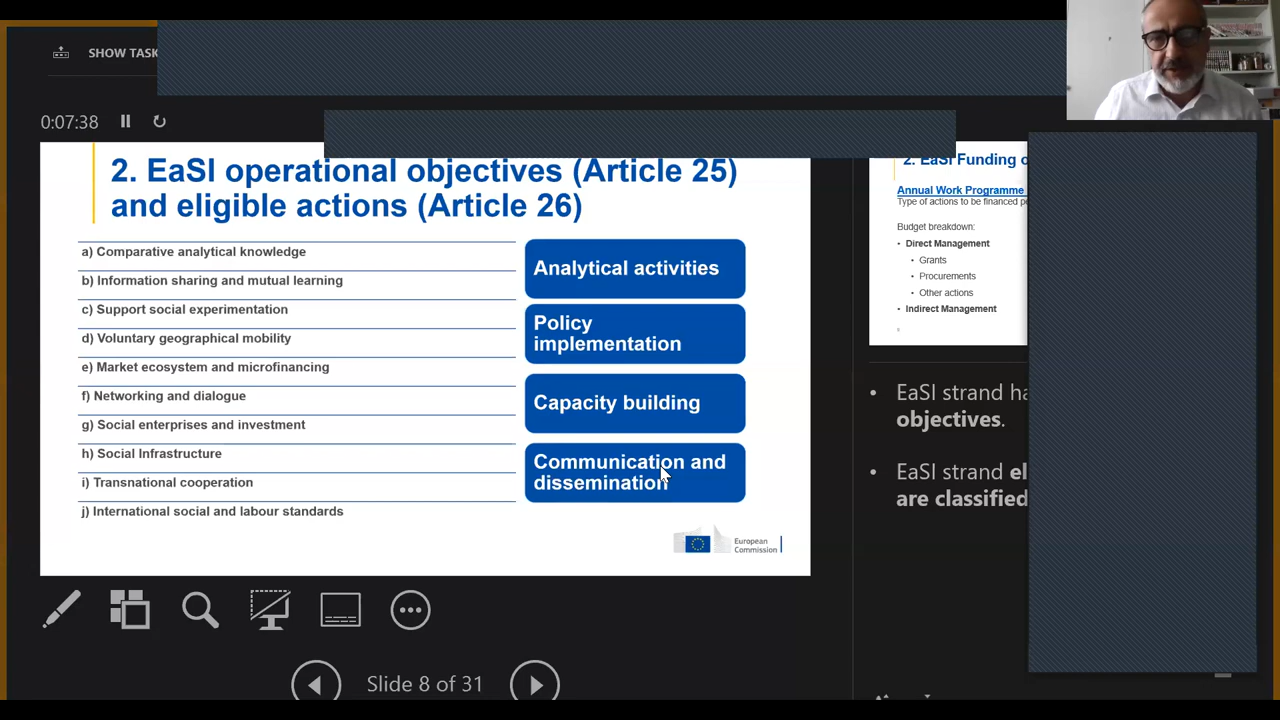 SHOW TASK
0:07:38
2. EaSI operational objectives (Article 25)
and eligible actions (Article 26)
a) Comparative analytical knowledge
b) Information sharing and mutual learning
c) Support social experimentation
d) Voluntary geographical mobility
e) Market ecosystem and microfinancing
f) Networking and dialogue
g) Social enterprises and investment
h) Social Infrastructure
i) Transnational cooperation
j) International social and labour standards
Analytical activities
Policy
implementation
Capacity building
Communication and
dissemination
European
Commission
Slide 8 of 31
2. EaSI Funding
Annual Work Programme
Type of actions to be financed
Budget breakdown:
• Direct Management
• Grants
• Procurements
• Other actions
• Indirect Management
• EaSI strand
objectives.
• EaSI strand
are classified